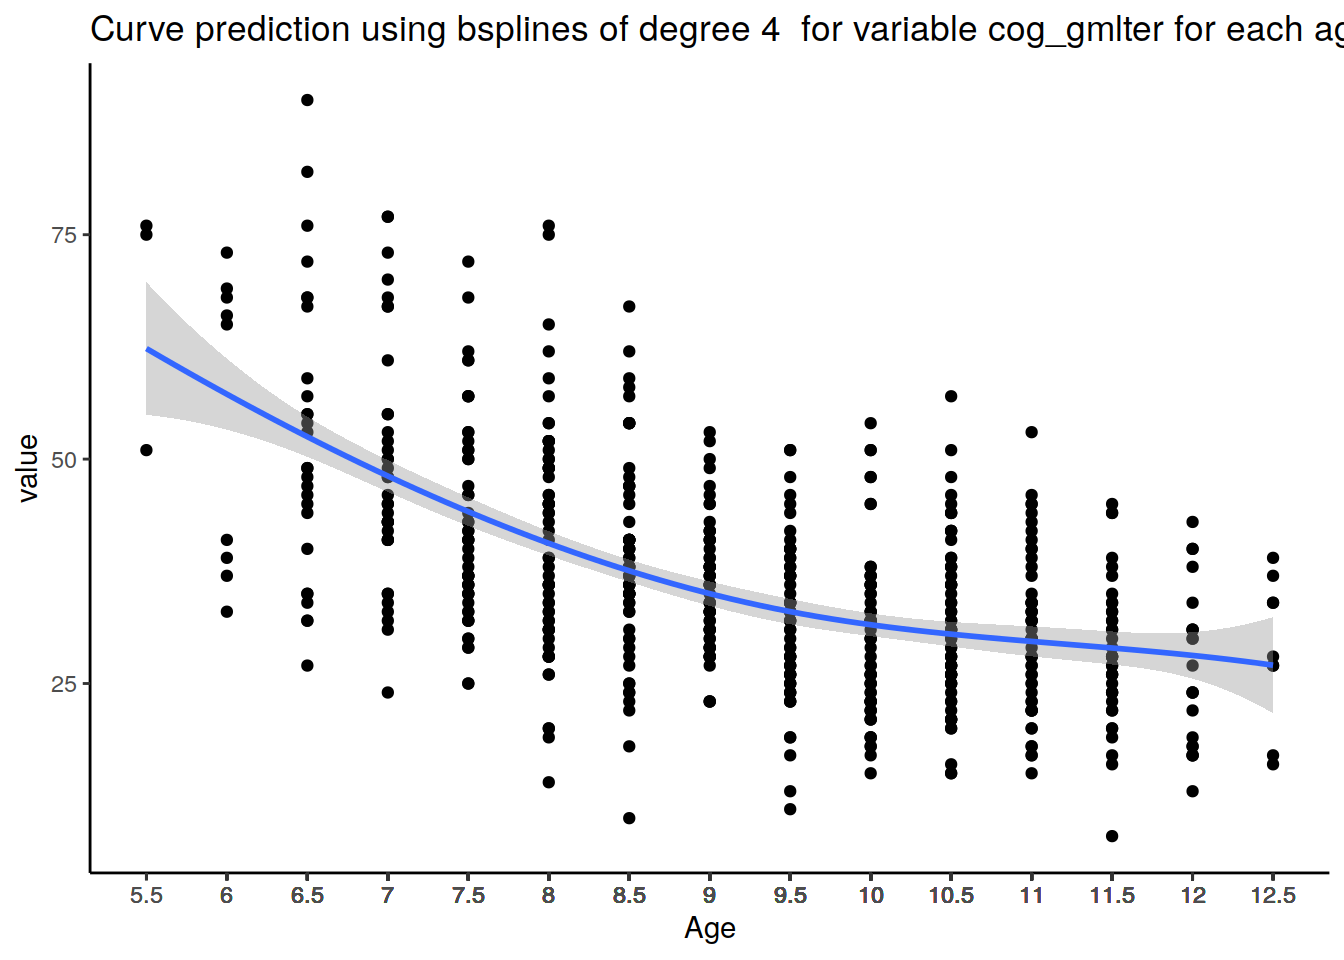 Curve prediction using bsplines of degree 4  for variable cog_gmlter for each ag
75
50
25
value
5.5 6 6.5 7 7.5 8 8.5 9 9.5 10 10.5 11 11.5 12 12.5
Age